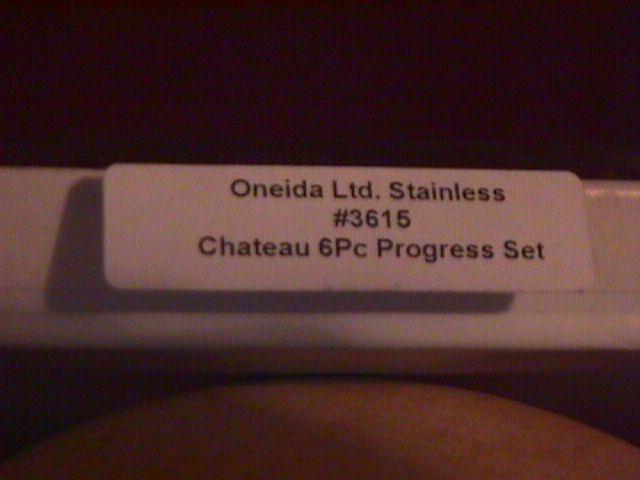 Oneida Ltd. Stainless
#3615
Chateau 6Pc Progress Set